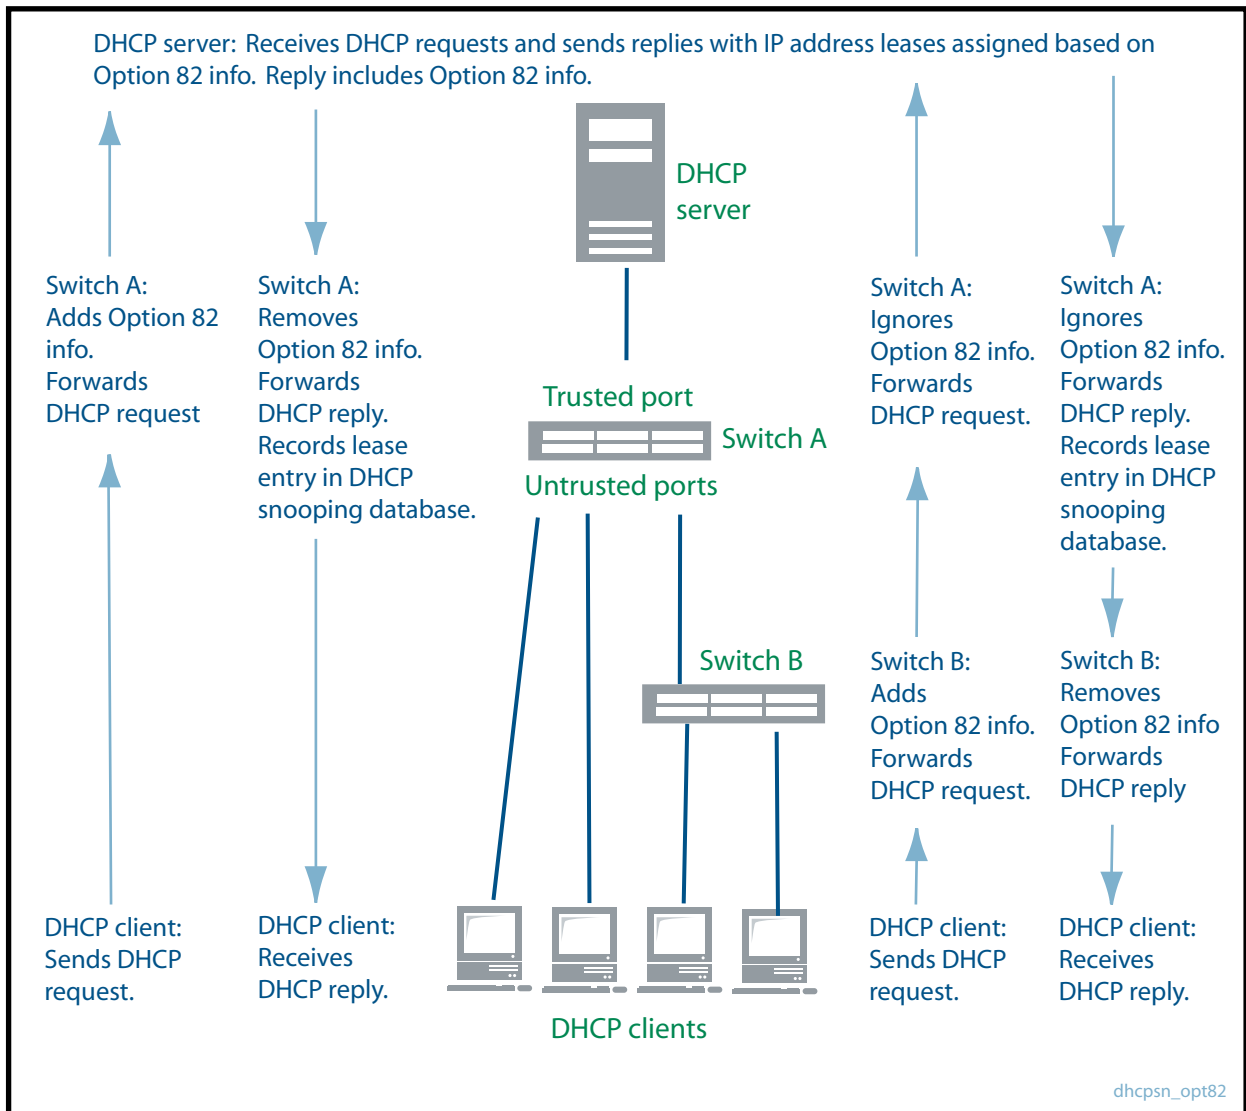 DHCP server: Receives DHCP requests and sends replies with IP address leases assigned based on
Option 82 info. Reply includes Option 82 info.
DHCP
server
Switch A:
Adds Option 82
info.
Forwards
DHCP request
Switch A:
Removes
Option 82 info.
Forwards
DHCP reply.
Records lease
entry in DHCP
snooping database.
Trusted port
Switch A
Untrusted ports
Switch A:
Ignores
Option 82 info.
Forwards
DHCP request.
Switch A:
Ignores
Option 82 info.
Forwards
DHCP reply.
Records lease
entry in DHCP
snooping
database.
Switch B
Switch B:
Adds
Option 82 info.
Forwards
DHCP request.
Switch B:
Removes
Option 82 info
Forwards
DHCP reply
DHCP client:
Sends DHCP
request.
DHCP client:
Receives
DHCP reply.
DHCP clients
DHCP client:
Sends DHCP
request.
DHCP client:
Receives
DHCP reply.
dhcpsn_opt82